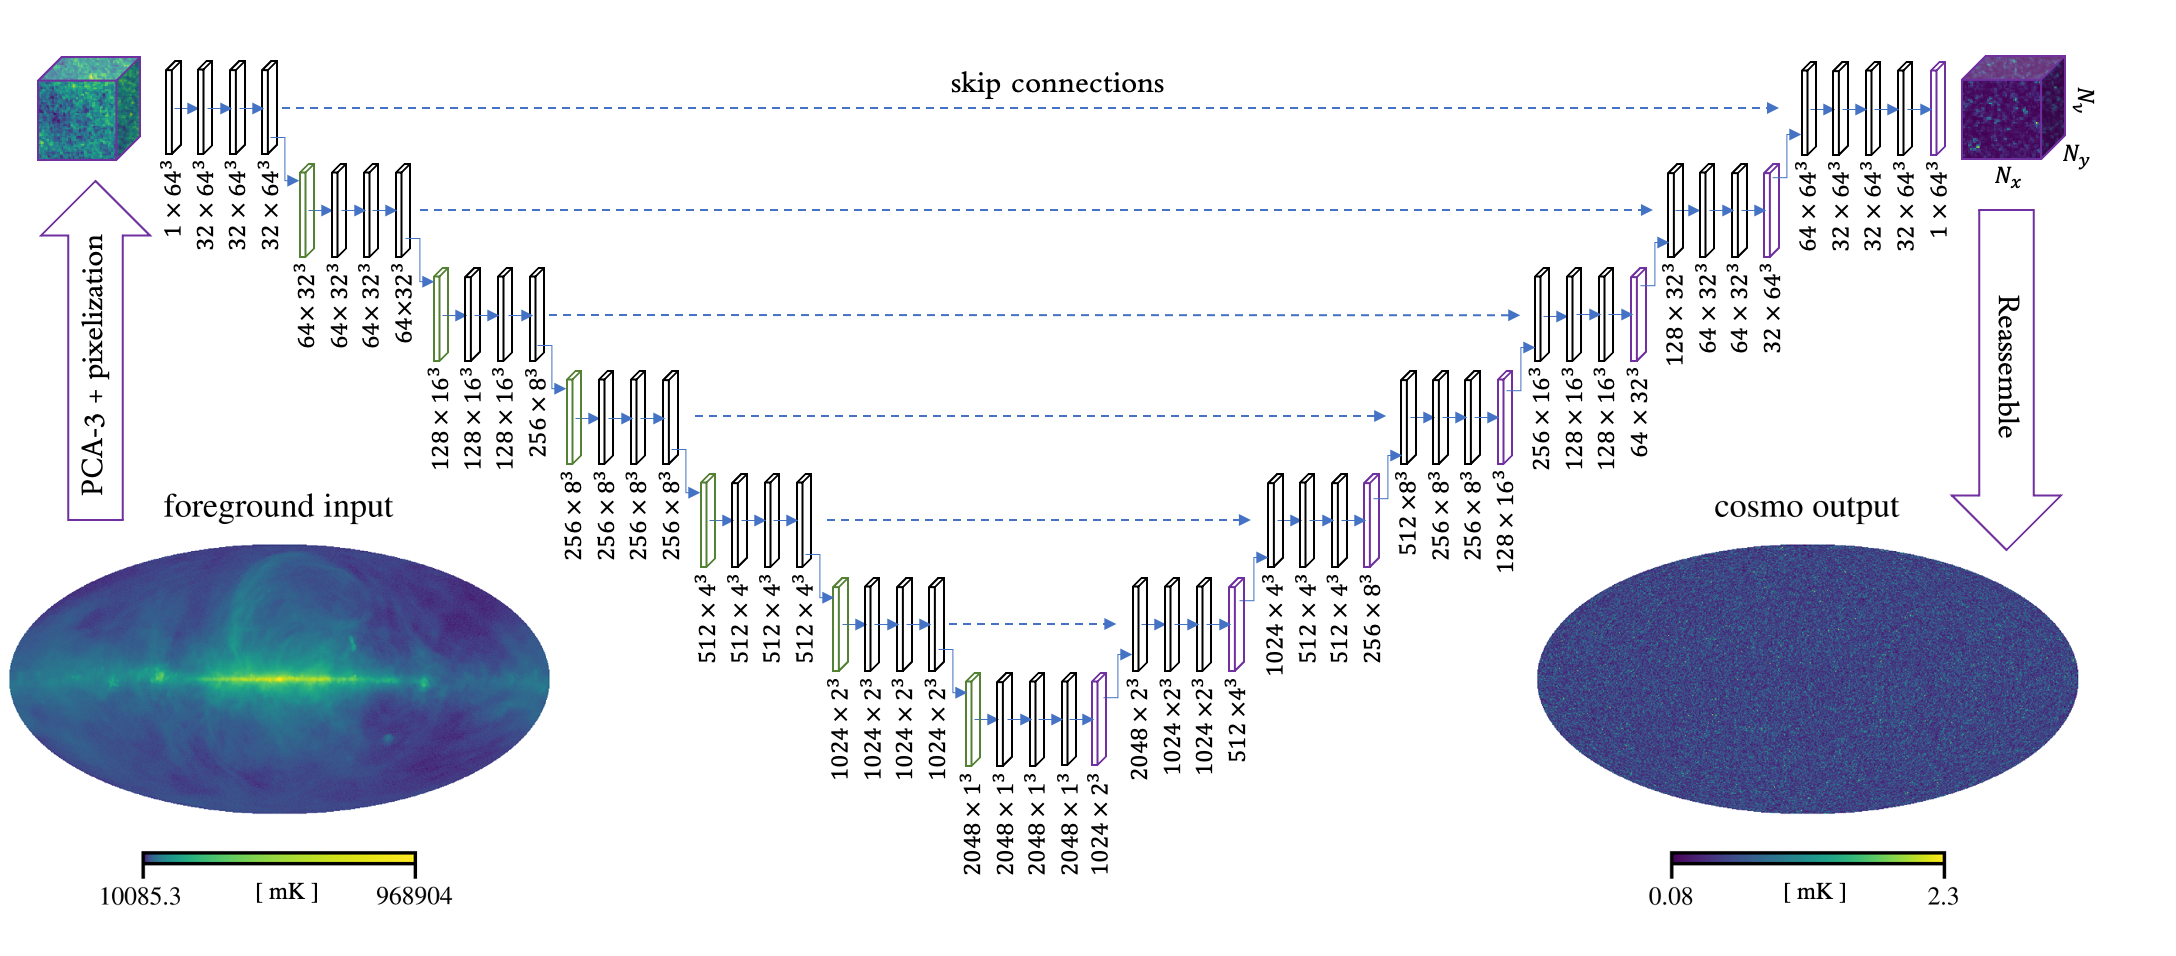 skip connections
N_ν
N_y
N_x
1 × 64³
32 × 64³
32 × 64³
32 × 64³
64 × 64³
32 × 64³
32 × 64³
32 × 64³
1 × 64³
64× 32³
64× 32³
64× 32³
64×32³
128 × 32³
64 × 32³
64 × 32³
32 × 64³
PCA-3 + pixelization
Reassemble
128 × 16³
128 × 16³
128 × 16³
256 × 8³
256 × 16³
128 × 16³
128 × 16³
64 × 32³
256 × 8³
256 × 8³
256 × 8³
256 × 8³
512 ×8³
256 × 8³
256 × 8³
128 × 16³
foreground input
cosmo output
512 × 4³
512 × 4³
512 × 4³
512 × 4³
1024 × 4³
512 × 4³
512 × 4³
256 × 8³
1024 × 2³
1024 × 2³
1024 × 2³
1024 × 2³
2048 × 2³
1024 ×2³
1024 ×2³
512 ×4³
2048 × 1³
2048 × 1³
2048 × 1³
2048 × 1³
1024 × 2³
10085.3
[ mK ]
968904
0.08
[ mK ]
2.3